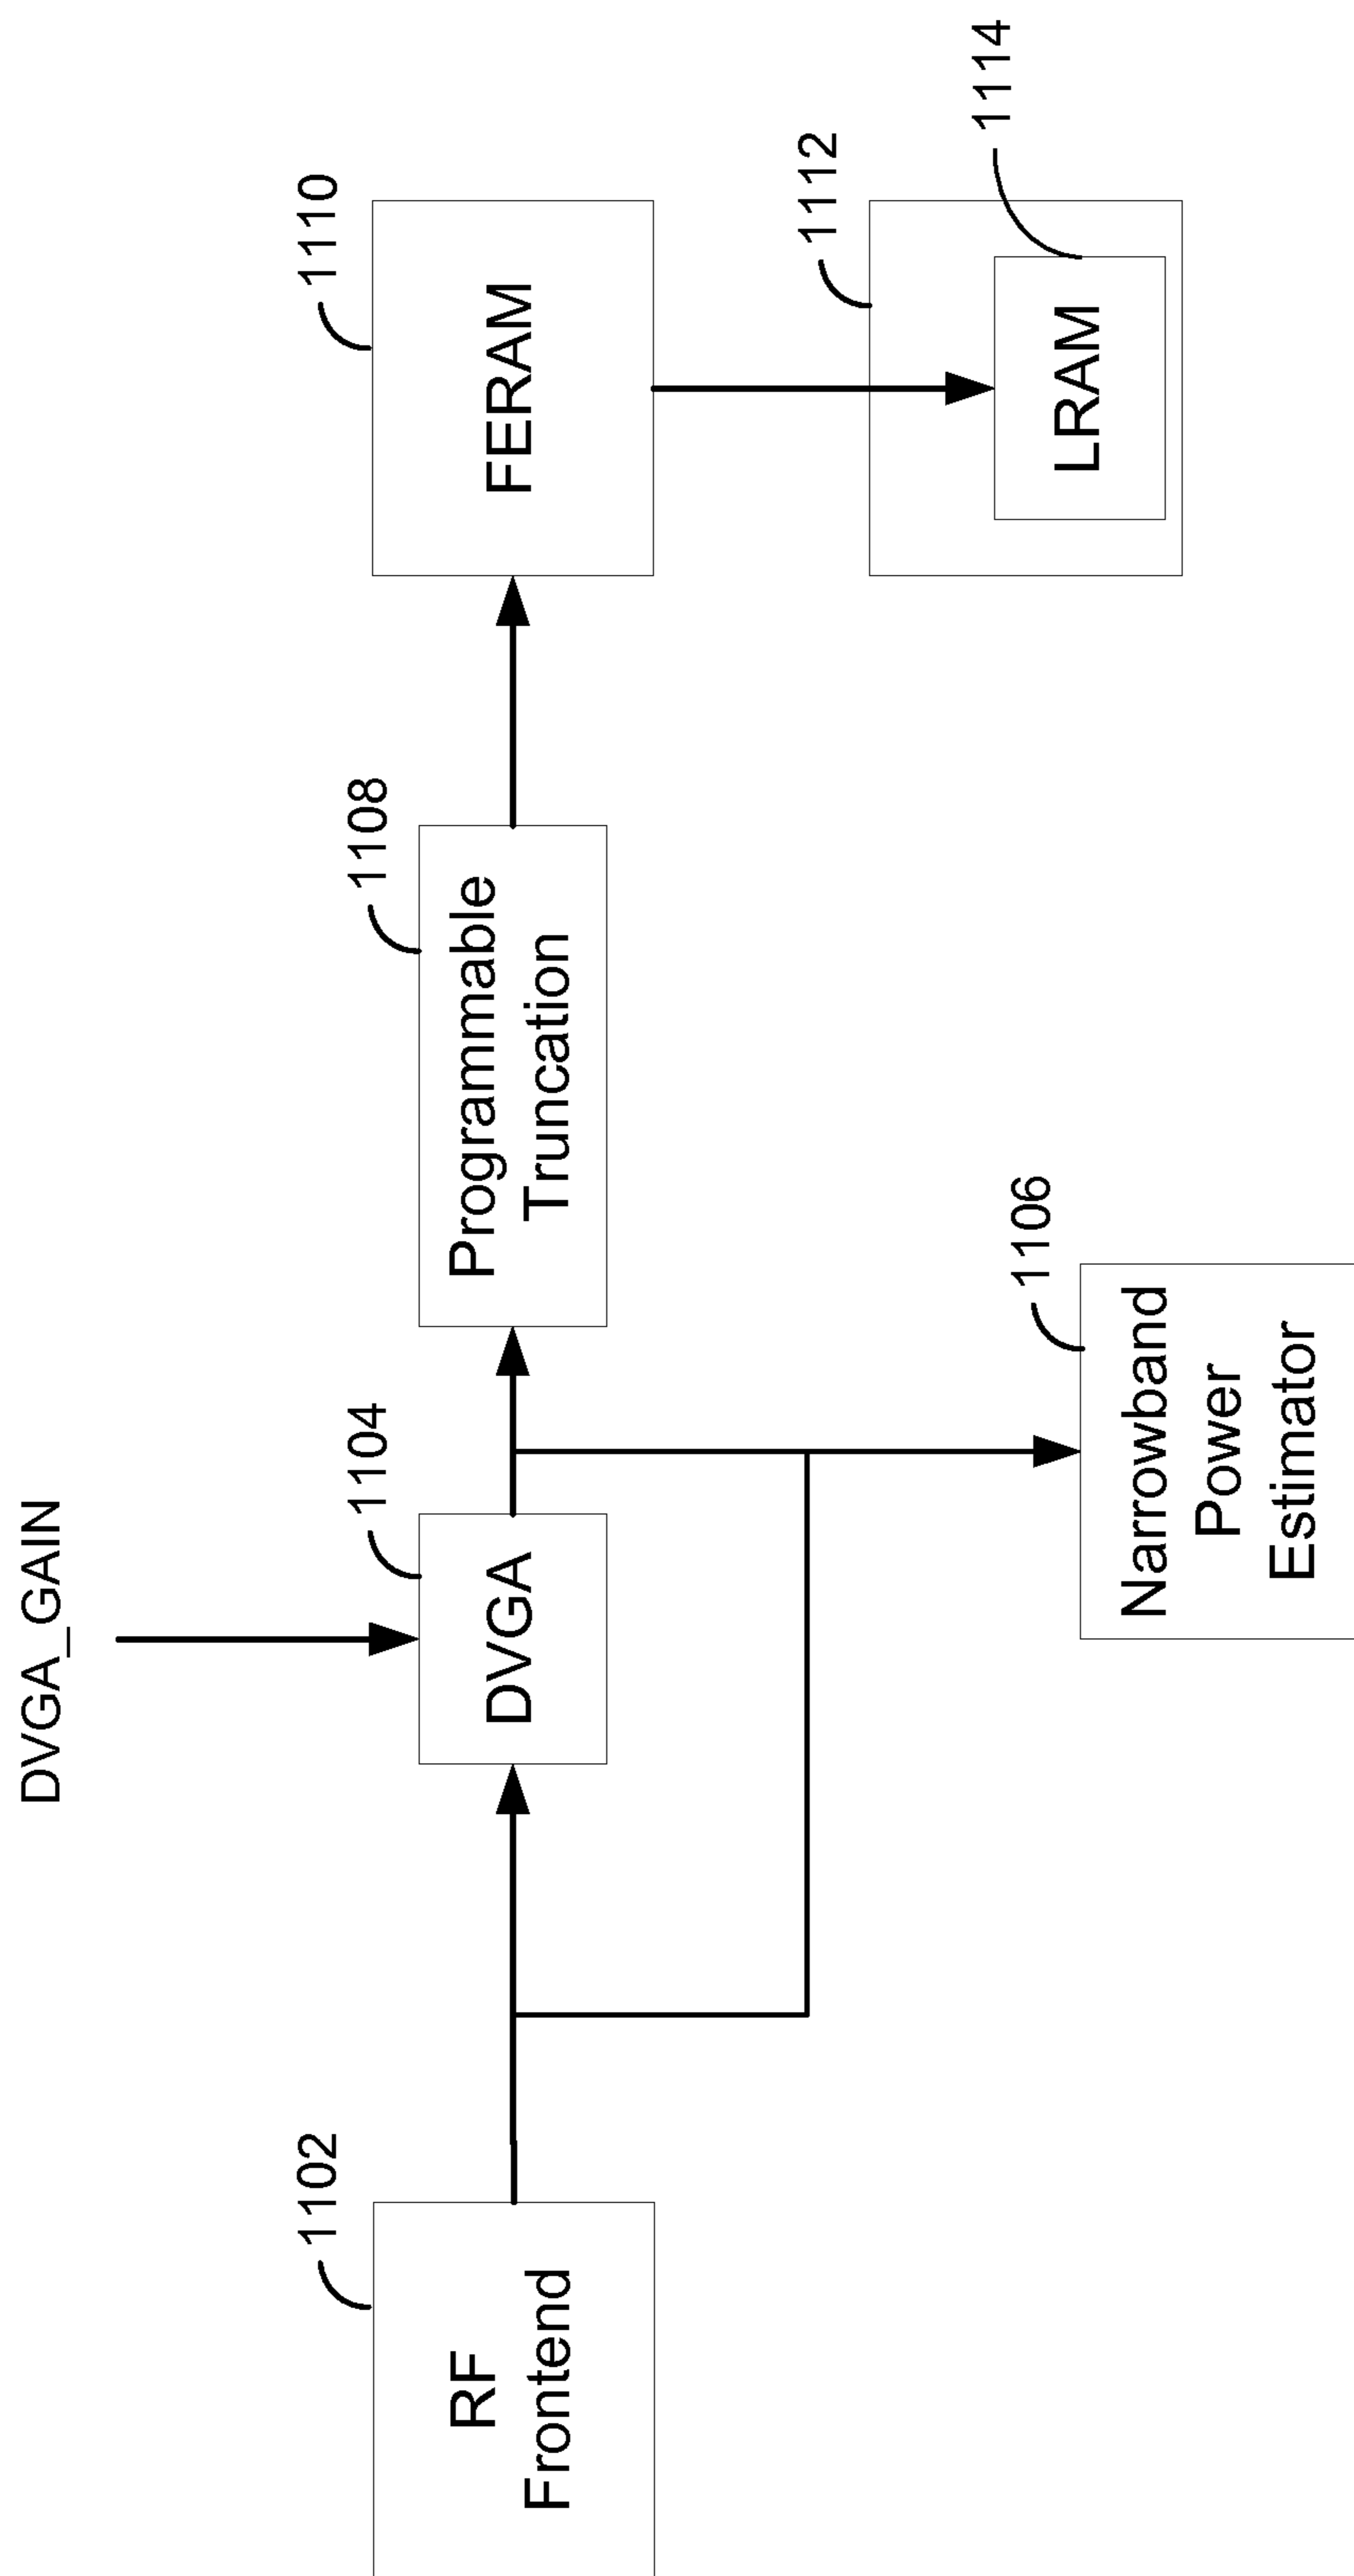 DVGA_GAIN
1102
RF
Frontend
1104
DVGA
1108
Programmable
Truncation
1110
FERAM
1106
Narrowband
Power
Estimator
1112
1114
LRAM